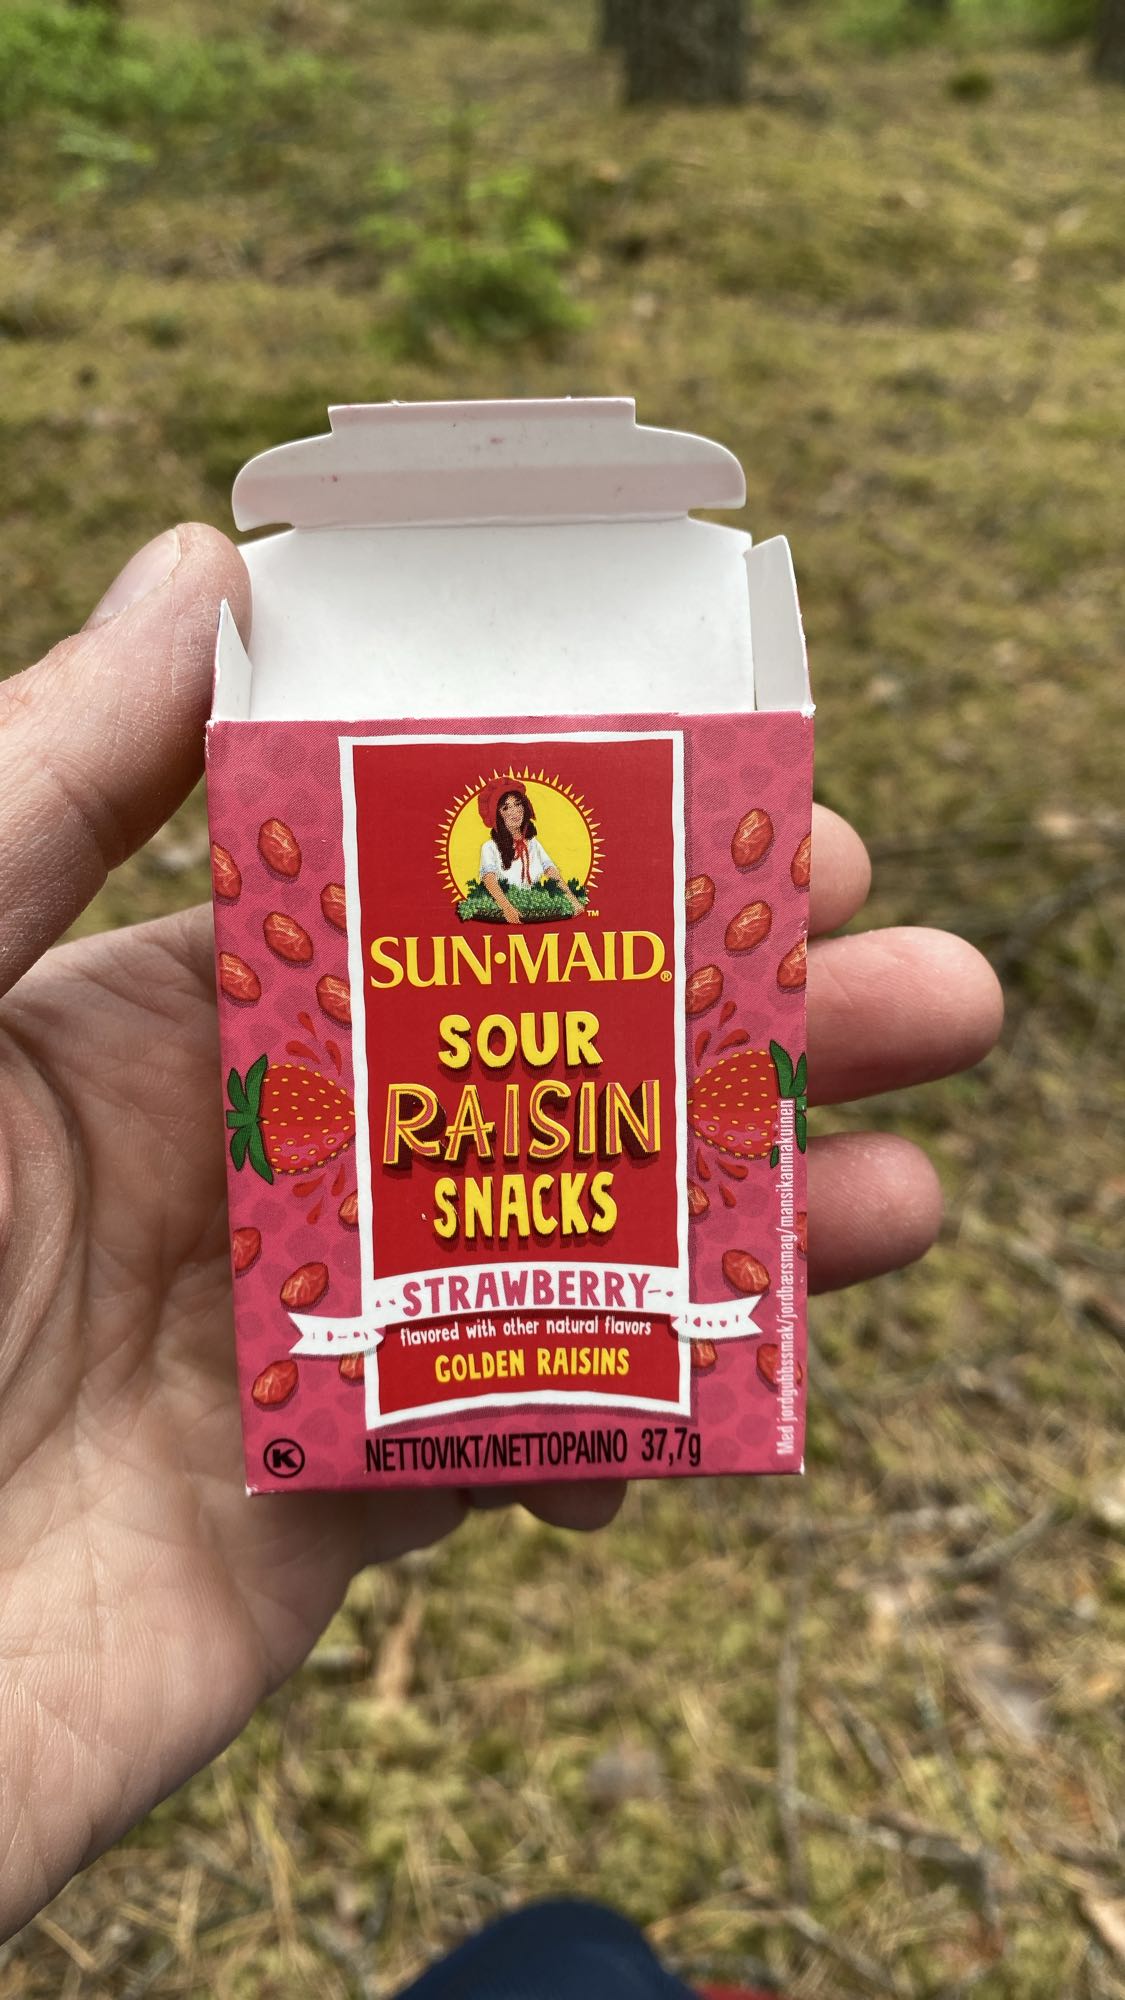 ™
SUN•MAID®
SOUR
RAISIN
SNACKS
STRAWBERRY
flavored with other natural flavors
GOLDEN RAISINS
K
NETTOVIKT/NETTOPAINO 37,7g
Med jordgubbssmak/jordbærsmag/mansikanmakuinen